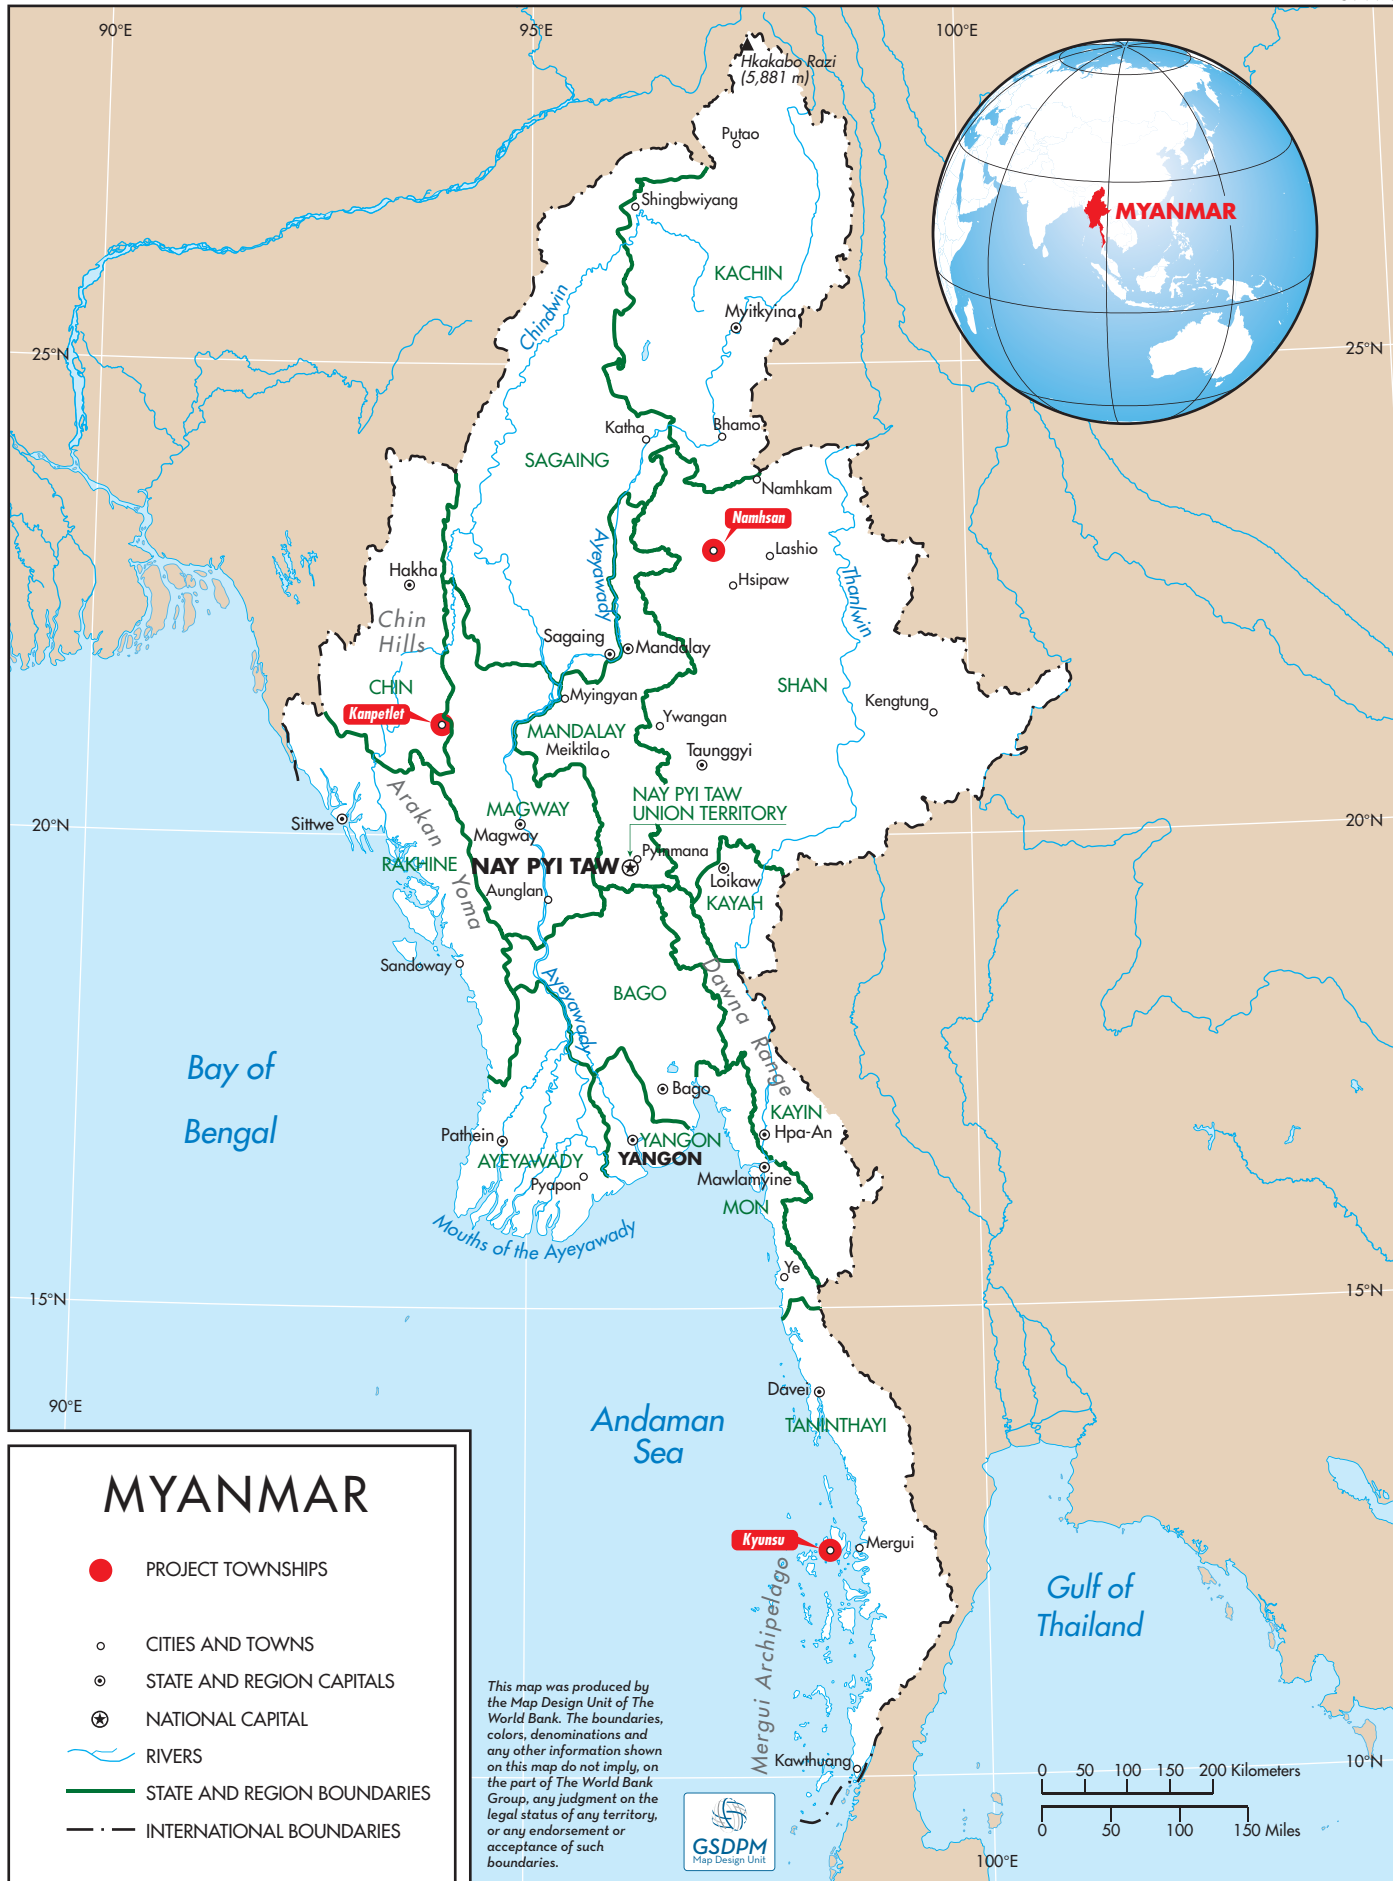 90°E
95°E
100°E
Hkakabo Razi
(5,881 m)
Putao
Shingbwiyang
MYANMAR
KACHIN
Chindwin
Myitkyina
25°N
25°N
Katha
Bhamo
SAGAING
Namhkam
Namhsan
Ayeyawady
Lashio
Hakha
Hsipaw
Thanlwin
Chin
Hills
Sagaing
Mandalay
CHIN
SHAN
Myingyan
Kengtung
Kanpetlet
Ywangan
MANDALAY
Meiktila
Taunggyi
Arakan Yoma
NAY PYI TAW
UNION TERRITORY
MAGWAY
Sittwe
20°N
20°N
Magway
Pyinmana
RAKHINE
NAY PYI TAW
Loikaw
Aunglan
KAYAH
Sandoway
Dawna Range
Ayeyawady
BAGO
Bay of
Bengal
Bago
KAYIN
Pathein
YANGON
Hpa-An
AYEYAWADY
YANGON
Pyapon
Mawlamyine
MON
Mouths of the Ayeyawady
Ye
15°N
15°N
Davei
90°E
Andaman
Sea
TANINTHAYI
Kyunsu
Mergui
Mergui Archipelago
Gulf of
Thailand
Kawthuang
10°N
MYANMAR
PROJECT TOWNSHIPS
CITIES AND TOWNS
STATE AND REGION CAPITALS
NATIONAL CAPITAL
RIVERS
STATE AND REGION BOUNDARIES
INTERNATIONAL BOUNDARIES
This map was produced by
the Map Design Unit of The
World Bank. The boundaries,
colors, denominations and
any other information shown
on this map do not imply, on
the part of The World Bank
Group, any judgment on the
legal status of any territory,
or any endorsement or
acceptance of such
boundaries.
GSDPM
Map Design Unit
0 50 100 150 200 Kilometers
0 50 100 150 Miles
100°E